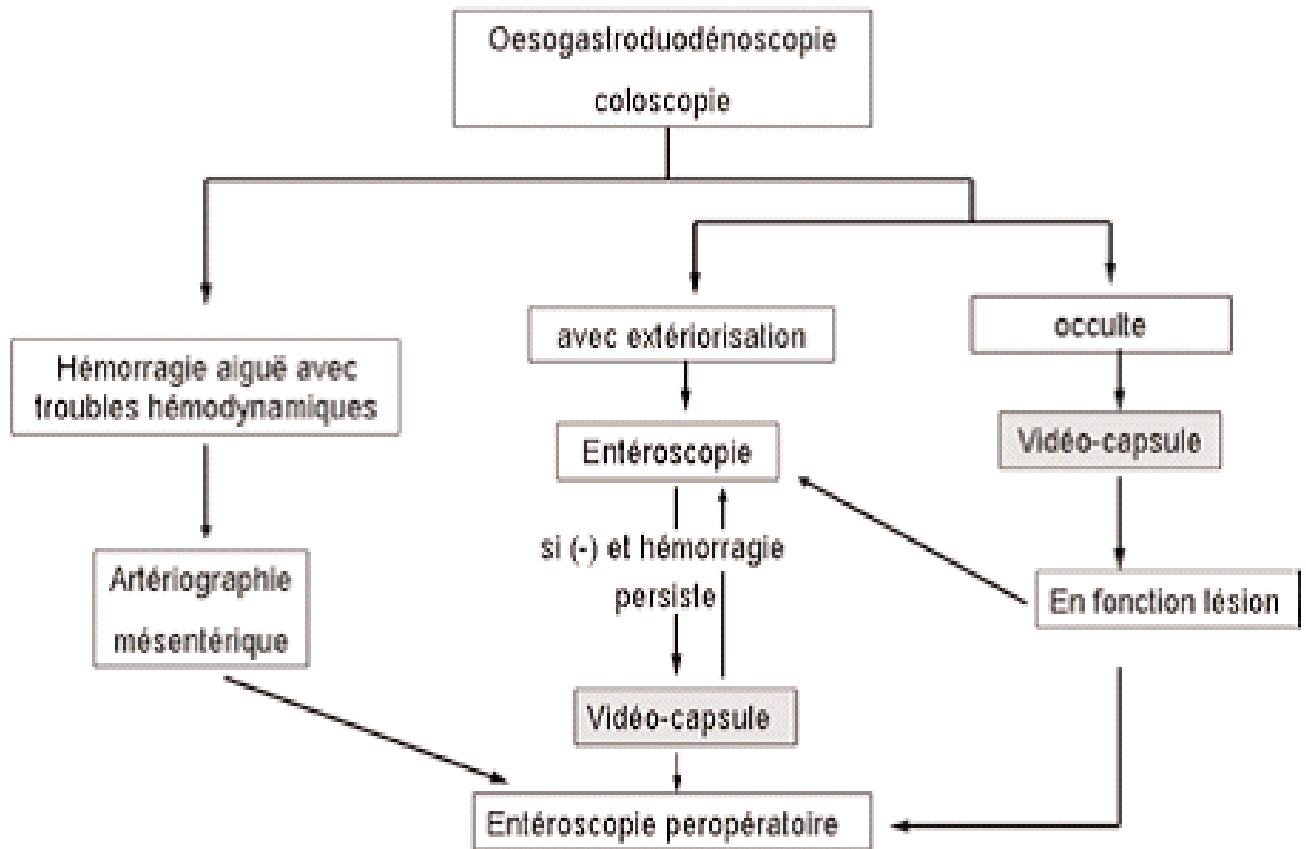 Oesogastroduodénoscopie
coloscopie
Hémorragie aiguë avec
troubles hémodynamiques
avec extériorisation
occulte
Entéroscopie
Vidéo-capsule
si (-) et hémorragie
persiste
Artériographie
mésentérique
En fonction lésion
Vidéo-capsule
Entéroscopie peropératoire